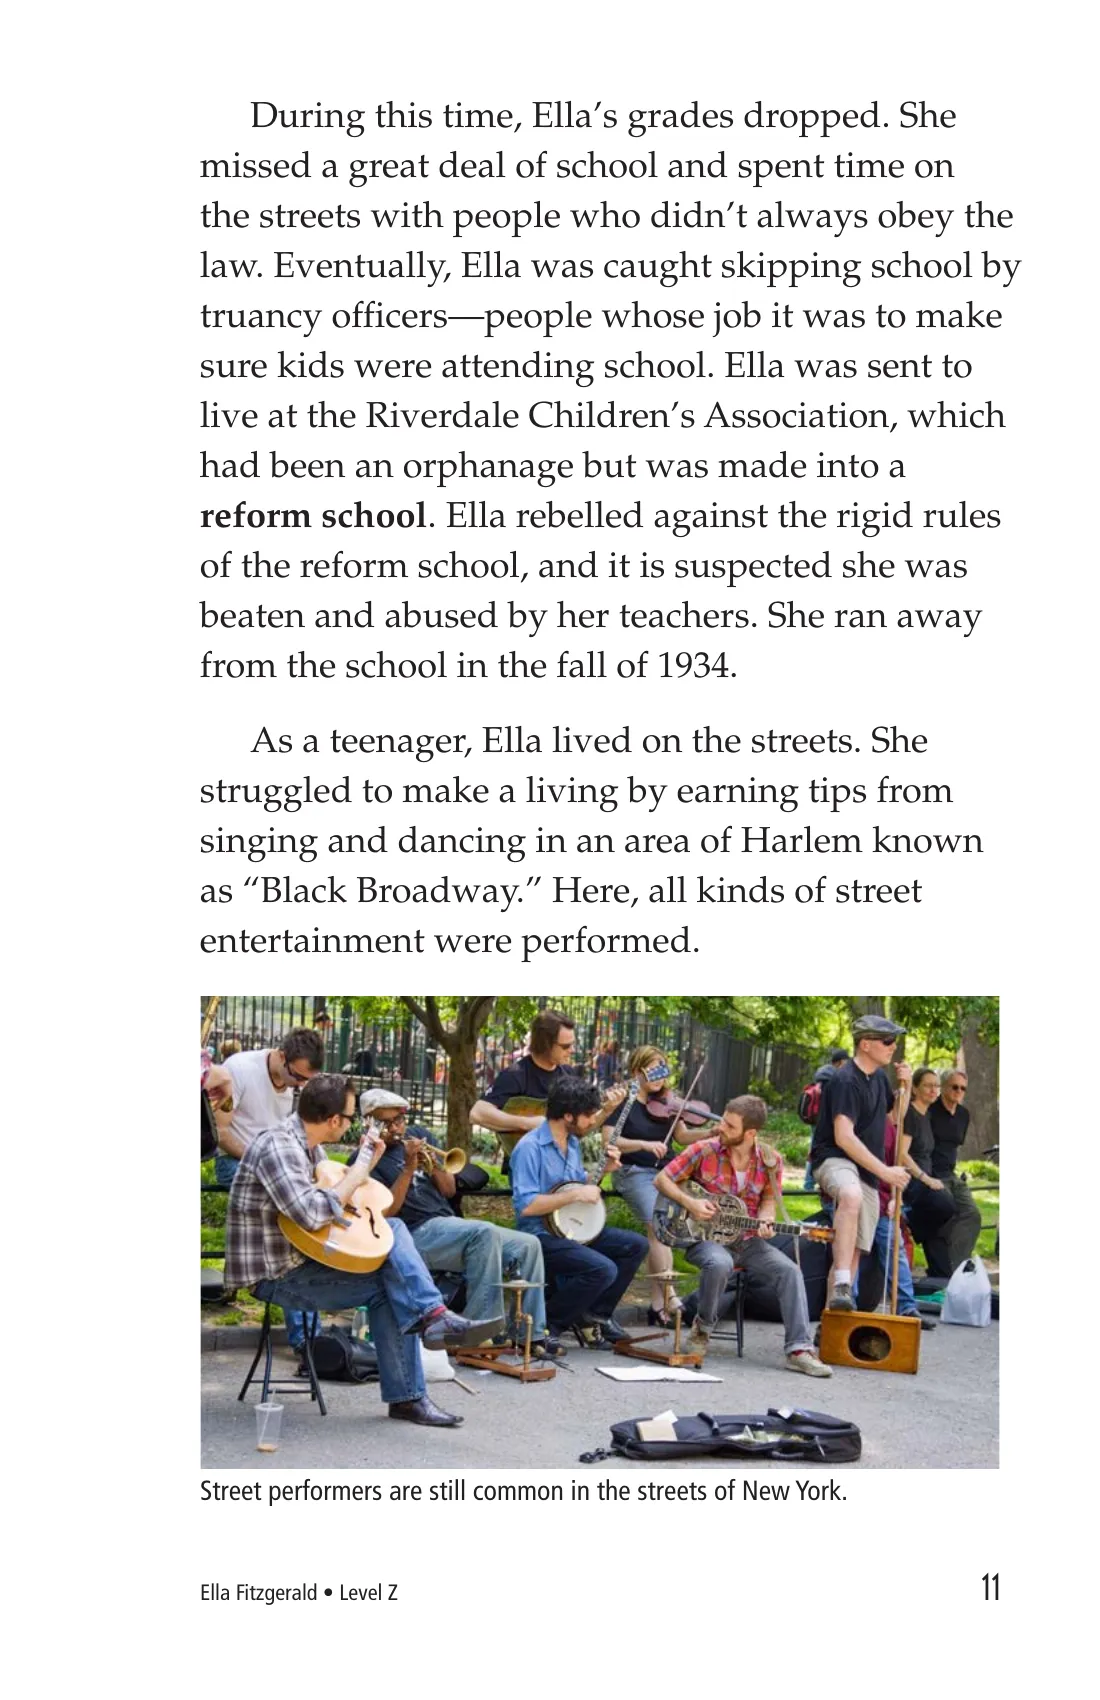 During this time, Ella’s grades dropped. She
missed a great deal of school and spent time on
the streets with people who didn’t always obey the
law. Eventually, Ella was caught skipping school by
truancy officers—people whose job it was to make
sure kids were attending school. Ella was sent to
live at the Riverdale Children’s Association, which
had been an orphanage but was made into a
reform school. Ella rebelled against the rigid rules
of the reform school, and it is suspected she was
beaten and abused by her teachers. She ran away
from the school in the fall of 1934.
As a teenager, Ella lived on the streets. She
struggled to make a living by earning tips from
singing and dancing in an area of Harlem known
as “Black Broadway.” Here, all kinds of street
entertainment were performed.
Street performers are still common in the streets of New York.
Ella Fitzgerald • Level Z
11